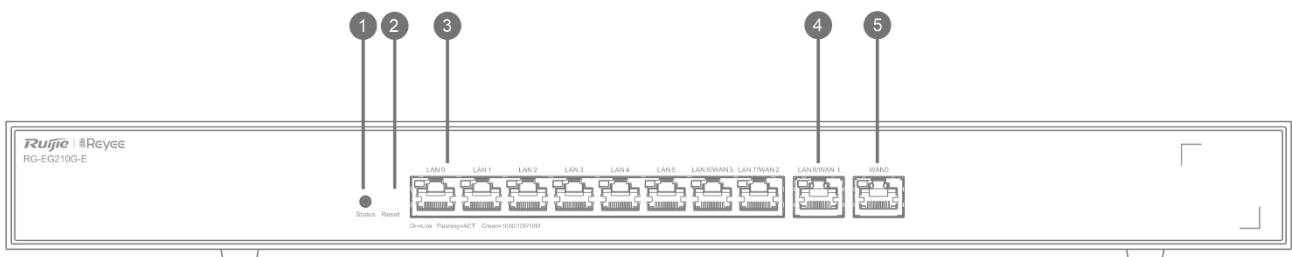 1 2 3 4 5
Ruijie | Reyee
RG-EG210G-E
LAN 0 LAN 1 LAN 2 LAN 3 LAN 4 LAN 5 LAN 6/WAN 3 LAN 7/WAN 2 LAN 8/WAN 1 WAN0
Status Reset
On=Link Flashing=ACT Green=1000/100/10M